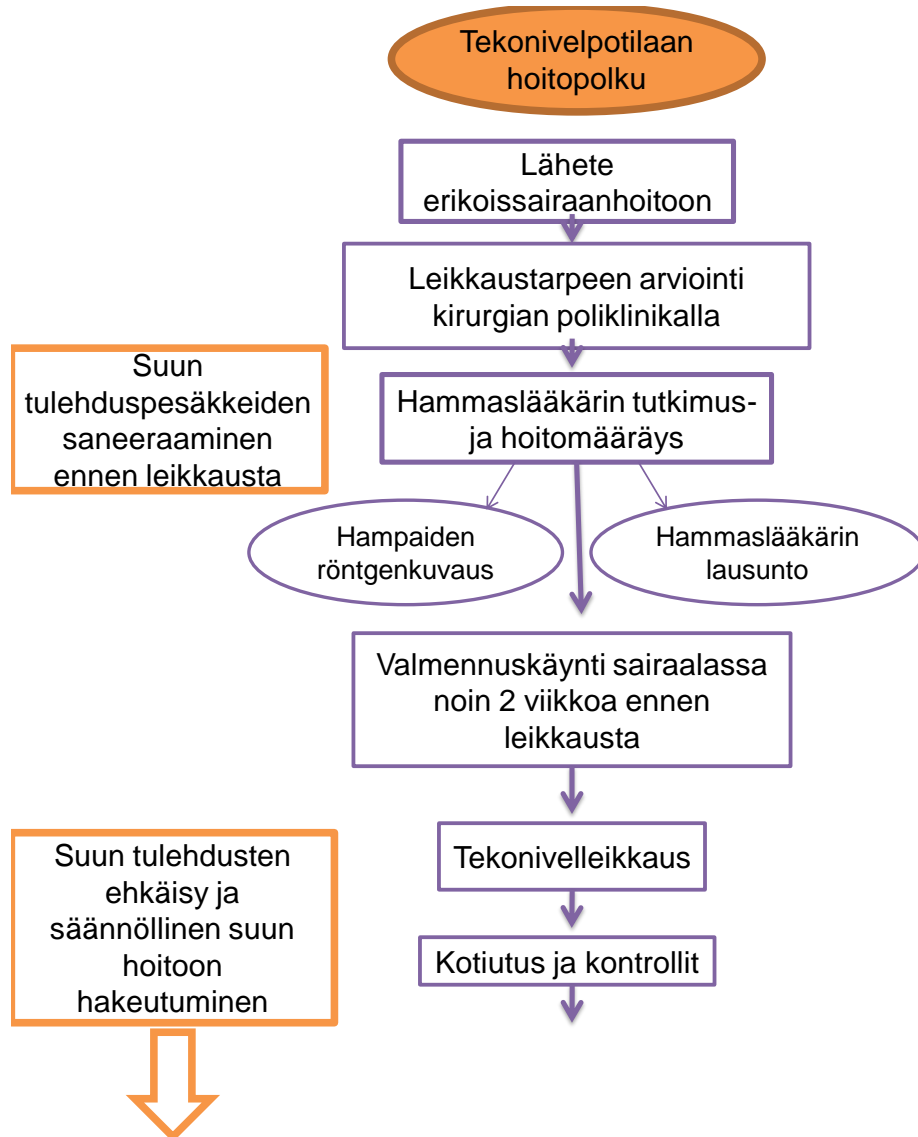 Tekonivelpotilaan
hoitopolku
Lähete
erikoissairaanhoitoon
Leikkaustarpeen arviointi
kirurgian poliklinikalla
Suun
tulehduspesäkkeiden
saneeraaminen
ennen leikkausta
Hammaslääkärin tutkimus-
ja hoitomääräys
Hampaiden
röntgenkuvaus
Hammaslääkärin
lausunto
Valmennuskäynti sairaalassa
noin 2 viikkoa ennen
leikkausta
Tekonivelleikkaus
Suun tulehdusten
ehkäisy ja
säännöllinen suun
hoitoon
hakeutuminen
Kotiutus ja kontrollit